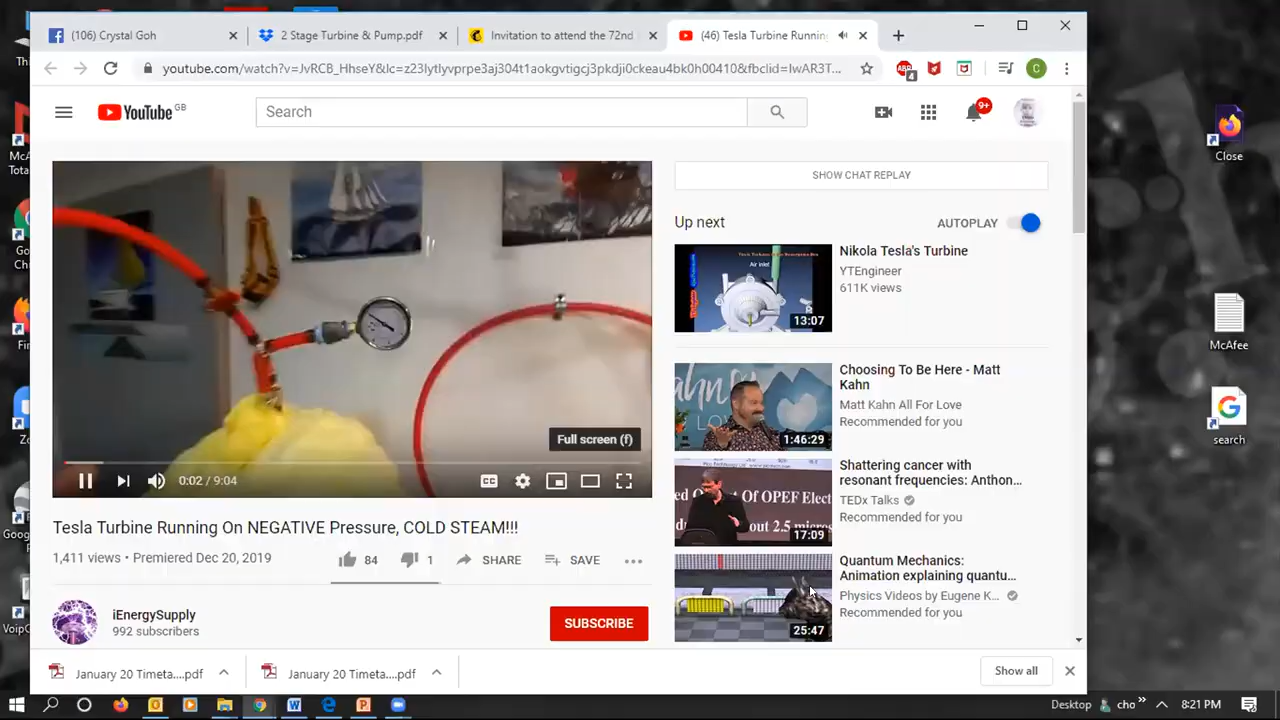 (106) Crystal Goh
2 Stage Turbine & Pump.pdf
Invitation to attend the 72nd
(46) Tesla Turbine Running
youtube.com/watch?v=JvRCB_HhseY&lc=z23lytlyvprpe3aj304t1aokgvtigcj3pkdji0ckeau4bk0h00410&fbclid=IwAR3T...
4
C
YouTube GB
Search
9+
SHOW CHAT REPLAY
Up next
AUTOPLAY
Air inlet
13:07
Nikola Tesla's Turbine
YTEngineer
611K views
1:46:29
Choosing To Be Here - Matt
Kahn
Matt Kahn All For Love
Recommended for you
17:09
Shattering cancer with
resonant frequencies: Anthon...
TEDx Talks
Recommended for you
25:47
Quantum Mechanics:
Animation explaining quantu...
Physics Videos by Eugene K...
Recommended for you
Full screen (f)
0:02 / 9:04
CC
Tesla Turbine Running On NEGATIVE Pressure, COLD STEAM!!!
1,411 views • Premiered Dec 20, 2019
84
1
SHARE
SAVE
iEnergySupply
992 subscribers
SUBSCRIBE
January 20 Timeta....pdf
January 20 Timeta....pdf
Show all
Close
McAfee
search
Desktop
cho
8:21 PM